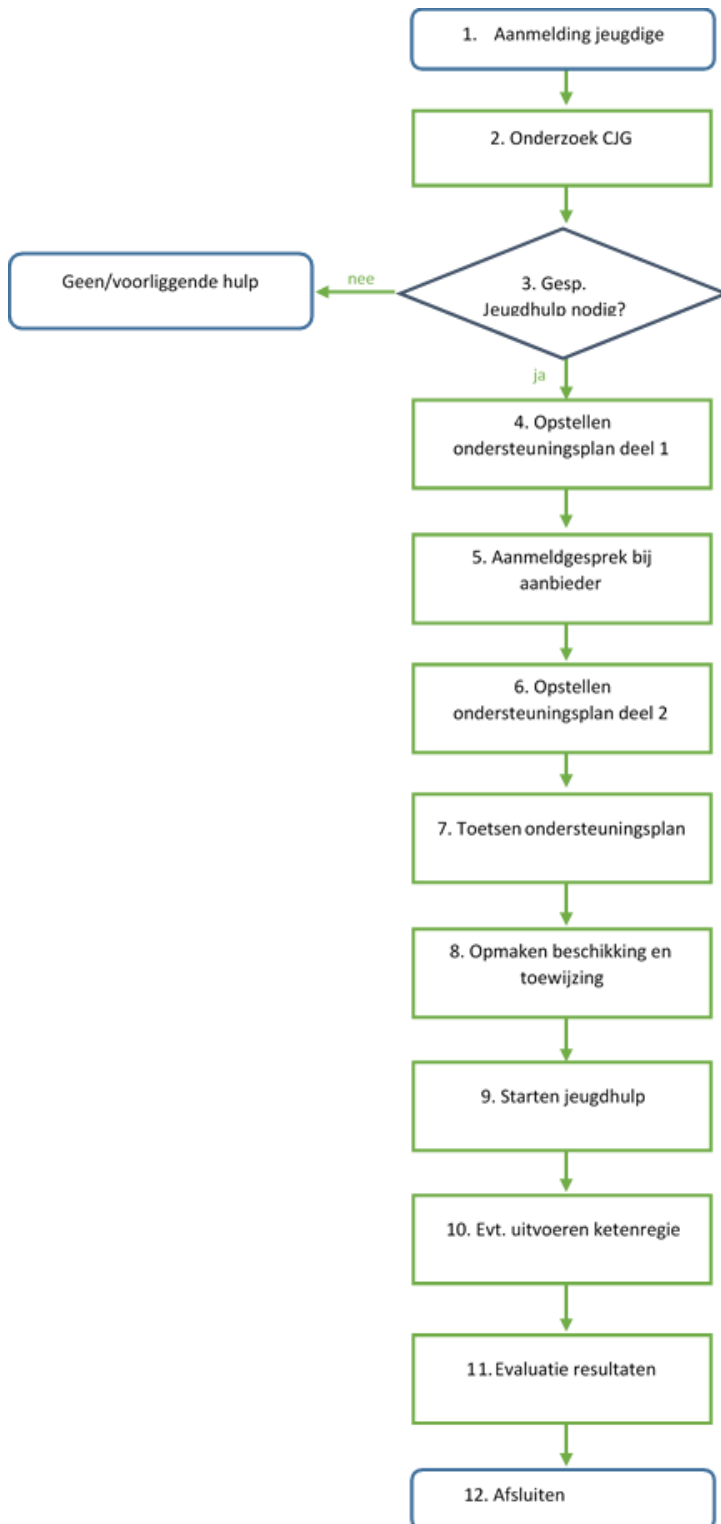 1. Aanmelding jeugdige
2. Onderzoek CJG
Geen/voorliggende hulp
nee
3. Gesp.
Jeugdhulp nodig?
ja
4. Opstellen
ondersteuningsplan deel 1
5. Aanmeldgesprek bij
aanbieder
6. Opstellen
ondersteuningsplan deel 2
7. Toetsen ondersteuningsplan
8. Opmaken beschikking en
toewijzing
9. Starten jeugdhulp
10. Evt. uitvoeren ketenregie
11. Evaluatie resultaten
12. Afsluiten